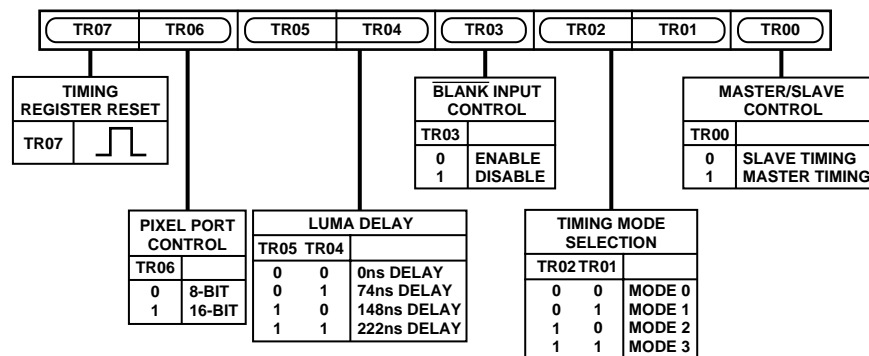 TR07 TR06 TR05 TR04 TR03 TR02 TR01 TR00
TIMING
REGISTER RESET
TR07
BLANK INPUT
CONTROL
TR03
0 ENABLE
1 DISABLE
MASTER/SLAVE
CONTROL
TR00
0 SLAVE TIMING
1 MASTER TIMING
PIXEL PORT
CONTROL
TR06
0 8-BIT
1 16-BIT
LUMA DELAY
TR05 TR04
0 0 0ns DELAY
0 1 74ns DELAY
1 0 148ns DELAY
1 1 222ns DELAY
TIMING MODE
SELECTION
TR02 TR01
0 0 MODE 0
0 1 MODE 1
1 0 MODE 2
1 1 MODE 3